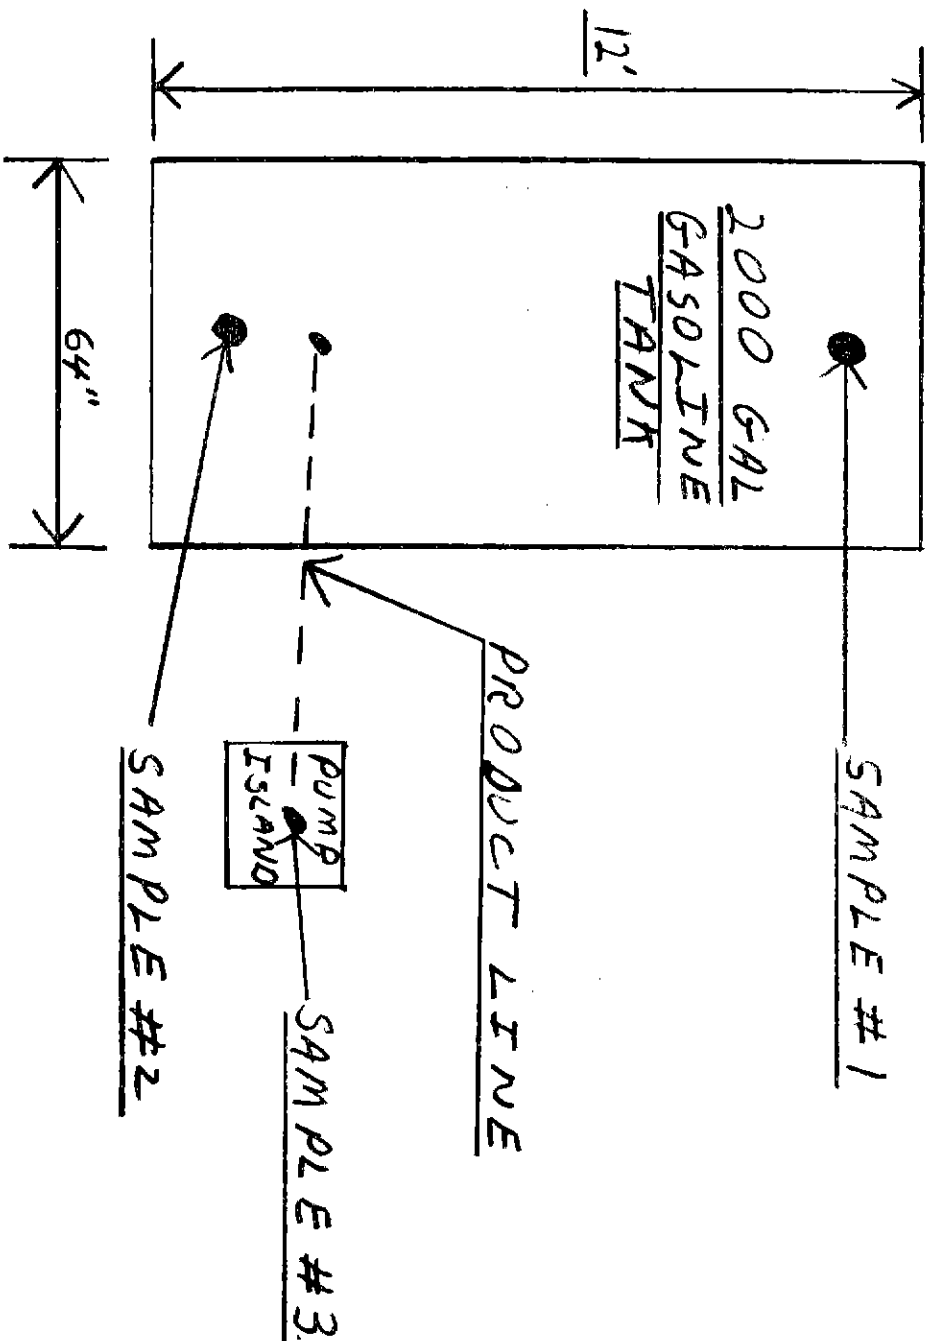 12'
2000 GAL
GASOLINE
TANK
64"
SAMPLE #1
PRODUCT LINE
PUMP
ISLAND
SAMPLE #3.
SAMPLE #2